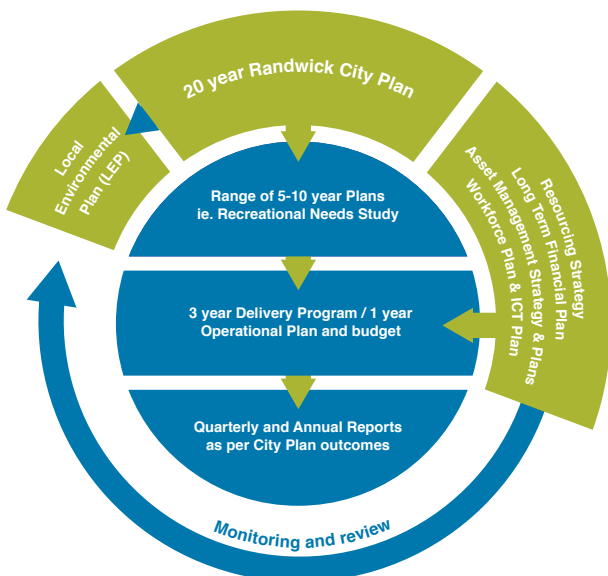 20 year Randwick City Plan
Local
Environmental
Plan (LEP)
Range of 5-10 year Plans
ie. Recreational Needs Study
Resourcing Strategy
Long Term Financial Plan
Asset Management Strategy & Plans
Workforce Plan & ICT Plan
3 year Delivery Program / 1 year
Operational Plan and budget
Quarterly and Annual Reports
as per City Plan outcomes
Monitoring and review